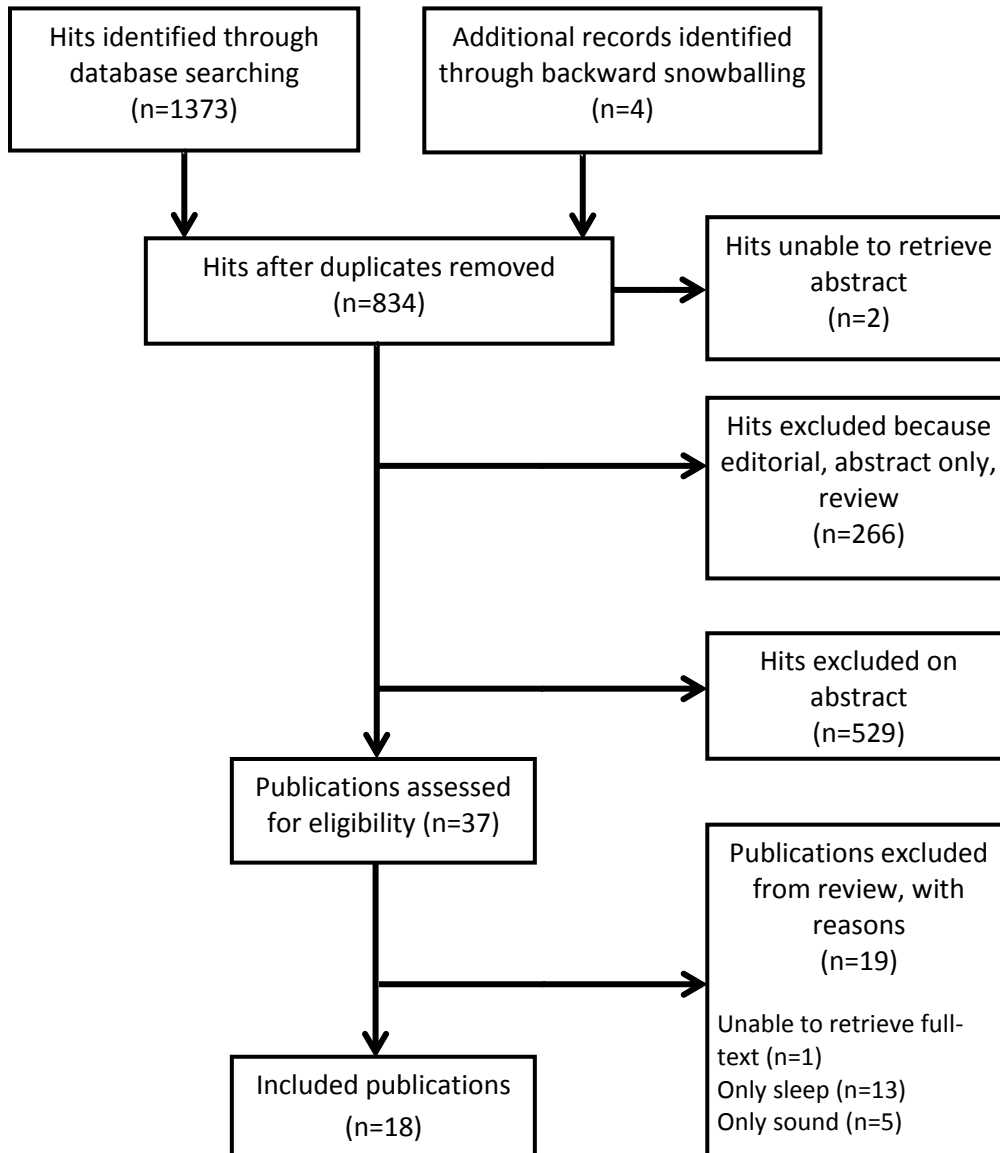 Hits identified through
database searching
(n=1373)
Additional records identified
through backward snowballing
(n=4)
Hits after duplicates removed
(n=834)
Hits unable to retrieve
abstract
(n=2)
Hits excluded because
editorial, abstract only,
review
(n=266)
Hits excluded on
abstract
(n=529)
Publications assessed
for eligibility (n=37)
Publications excluded
from review, with
reasons
(n=19)
Unable to retrieve full-
text (n=1)
Only sleep (n=13)
Only sound (n=5)
Included publications
(n=18)